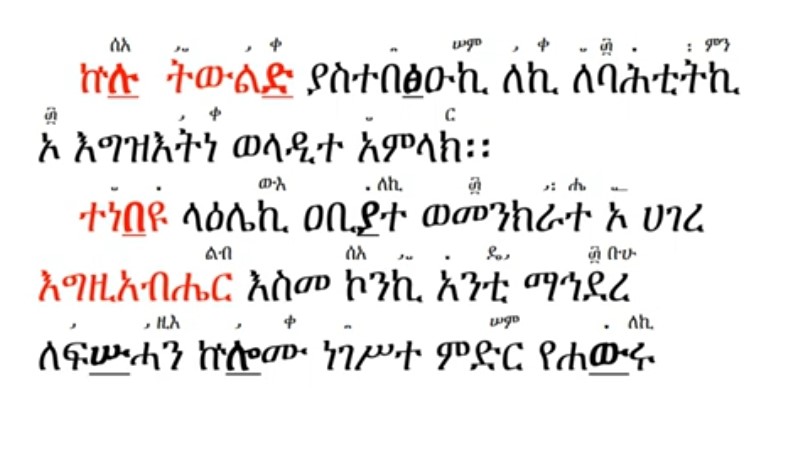 ሰአ ቀ ሠም ቀ ፴ ምን
ኵሉ ትውልድ ያስተበፅዑኪ ለኪ ለባሕቲትኪ
፴ ቀ ር
ኦ እግዝእትነ ወላዲተ አምላክ፡፡
ውእ ለኪ ፴ ሔ
ተነበዩ ላዕሌኪ ዐቢያተ ወመንክራተ ኦ ሀገረ
ልብ ሰአ ዴ ፴ ቡሁ
እግዚአብሔር እስመ ኮንኪ አንቲ ማኅደረ
ዚአ ቀ ሠም ለኪ
ለፍሡሓን ኵሎሙ ነገሥተ ምድር የሐውሩ